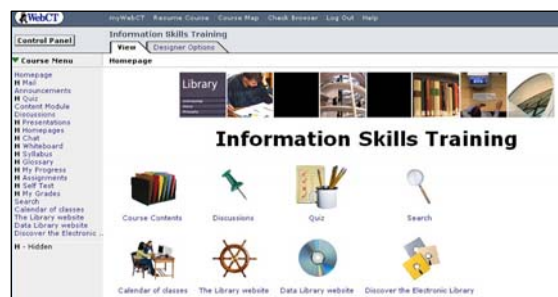 WebCT
myWebCT Resume Course Course Map Check Browser Log Out Help
Control Panel
Information Skills Training
View Designer Options
Course Menu
Homepage
Homepage
H Mail
Announcements
H Quiz
Content Module
Discussions
H Presentations
H Homepages
H Chat
H Whiteboard
H Syllabus
H Glossary
H My Progress
H Assignments
H Self Test
H My Grades
Search
Calendar of classes
The Library website
Data Library website
Discover the Electronic ...
H - Hidden
Library
Information Skills Training
Course Contents
Discussions
Quiz
Search
Calendar of classes
The Library website
Data Library website
Discover the Electronic Library